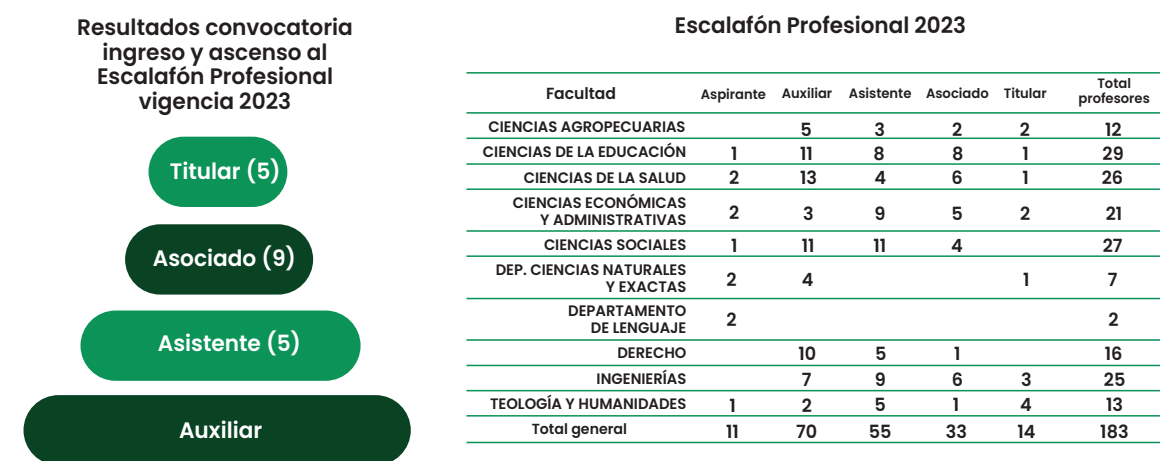 Resultados convocatoria
ingreso y ascenso al
Escalafón Profesional
vigencia 2023
Titular (5)
Asociado (9)
Asistente (5)
Auxiliar
Escalafón Profesional 2023
Facultad Aspirante Auxiliar Asistente Asociado Titular Total profesores
CIENCIAS AGROPECUARIAS 5 3 2 2 12
CIENCIAS DE LA EDUCACIÓN 1 11 8 8 1 29
CIENCIAS DE LA SALUD 2 13 4 6 1 26
CIENCIAS ECONÓMICAS
Y ADMINISTRATIVAS 2 3 9 5 2 21
CIENCIAS SOCIALES 1 11 11 4 27
DEP. CIENCIAS NATURALES
Y EXACTAS 2 4 1 7
DEPARTAMENTO
DE LENGUAJE 2 2
DERECHO 10 5 1 16
INGENIERÍAS 7 9 6 3 25
TEOLOGÍA Y HUMANIDADES 1 2 5 1 4 13
Total general 11 70 55 33 14 183